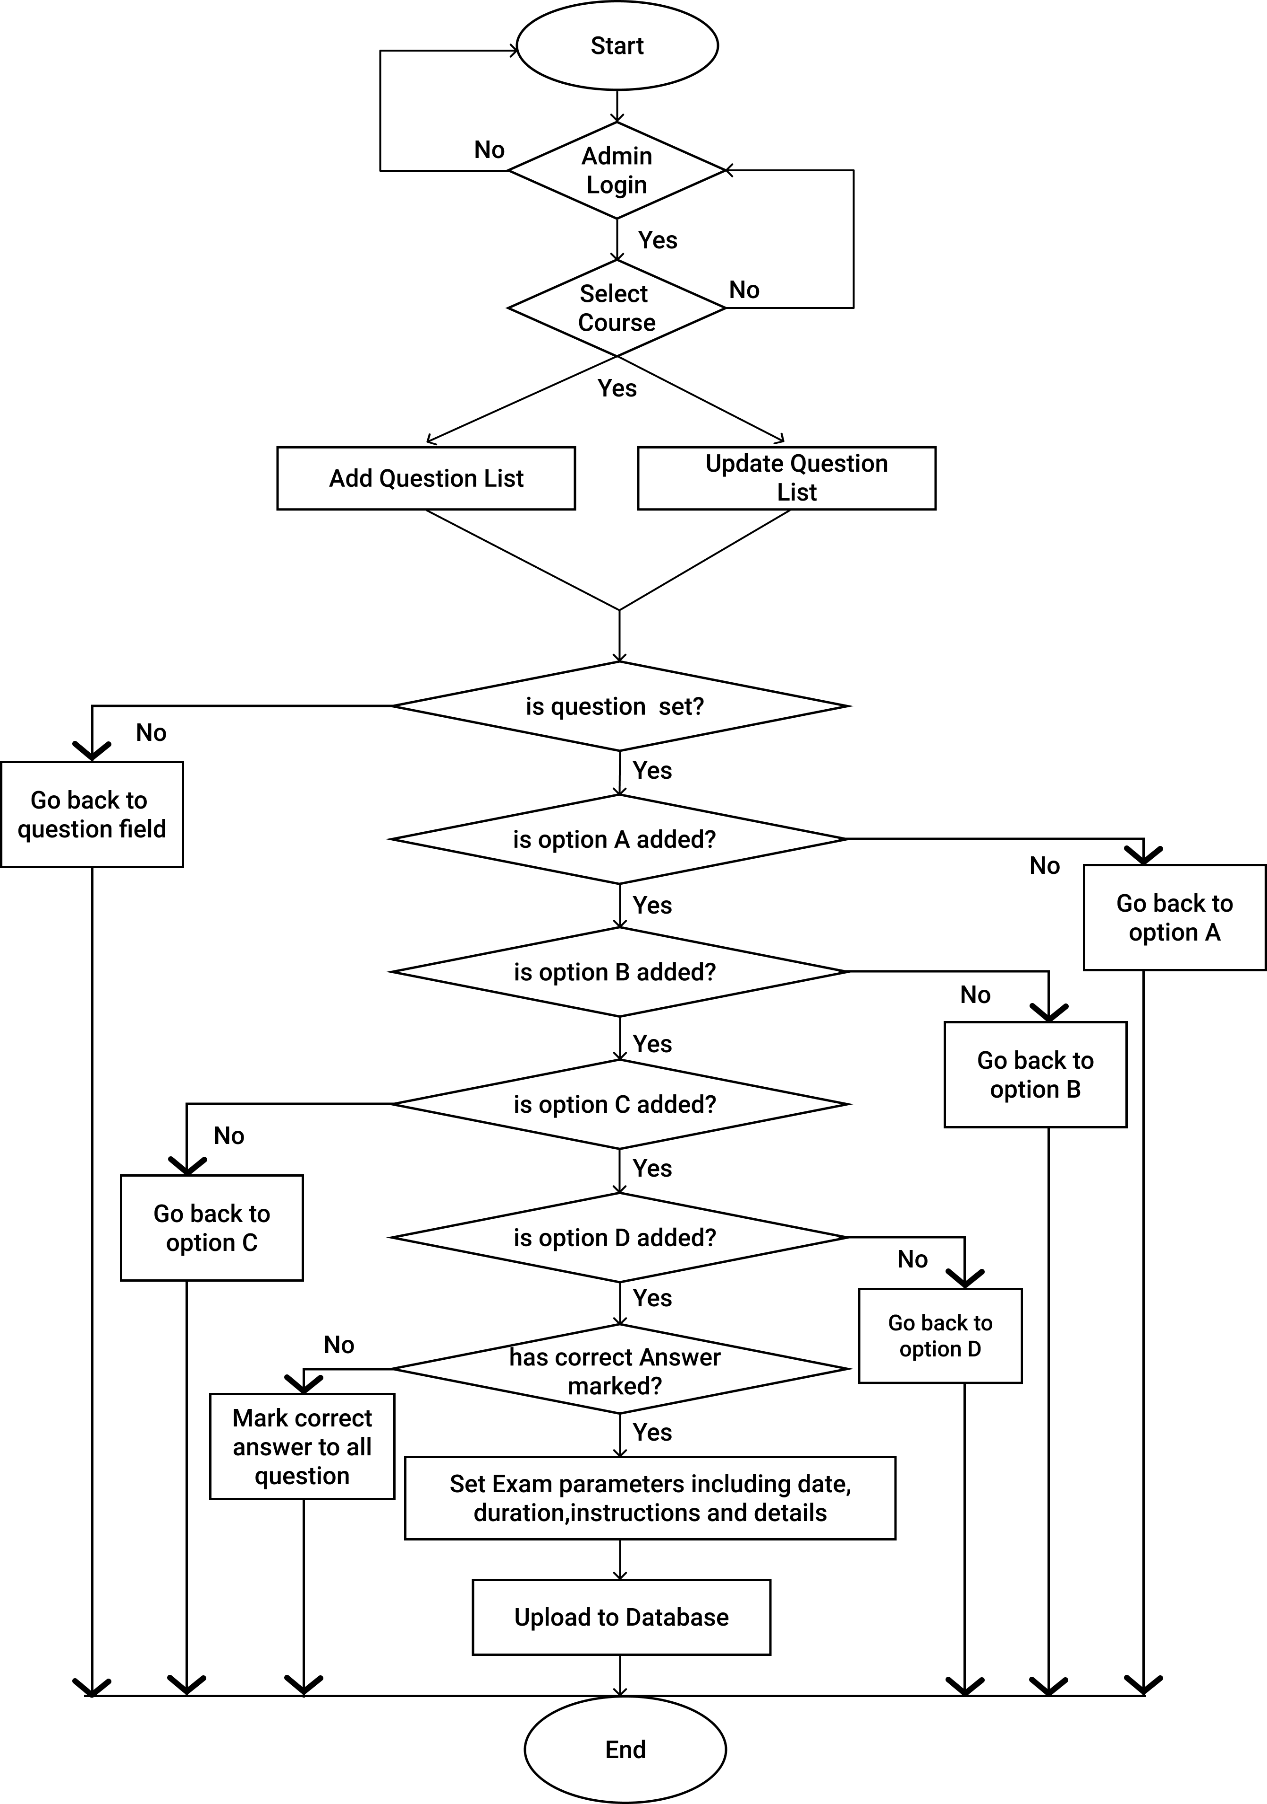 Start
No
Admin
Login
Yes
Select
Course
No
Yes
Add Question List
Update Question
List
is question  set?
No
Yes
Go back to
question field
is option A added?
No
Yes
Go back to
option A
is option B added?
No
Yes
Go back to
option B
is option C added?
No
Yes
Go back to
option C
is option D added?
No
Yes
Go back to
option D
No
has correct Answer
marked?
Yes
Mark correct
answer to all
question
Set Exam parameters including date,
duration,instructions and details
Upload to Database
End